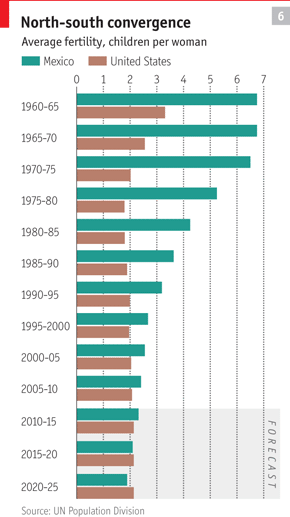 North-south convergence
6
Average fertility, children per woman
Mexico United States
0 1 2 3 4 5 6 7
1960-65
1965-70
1970-75
1975-80
1980-85
1985-90
1990-95
1995-2000
2000-05
2005-10
2010-15
2015-20
2020-25
FORECAST
Source: UN Population Division